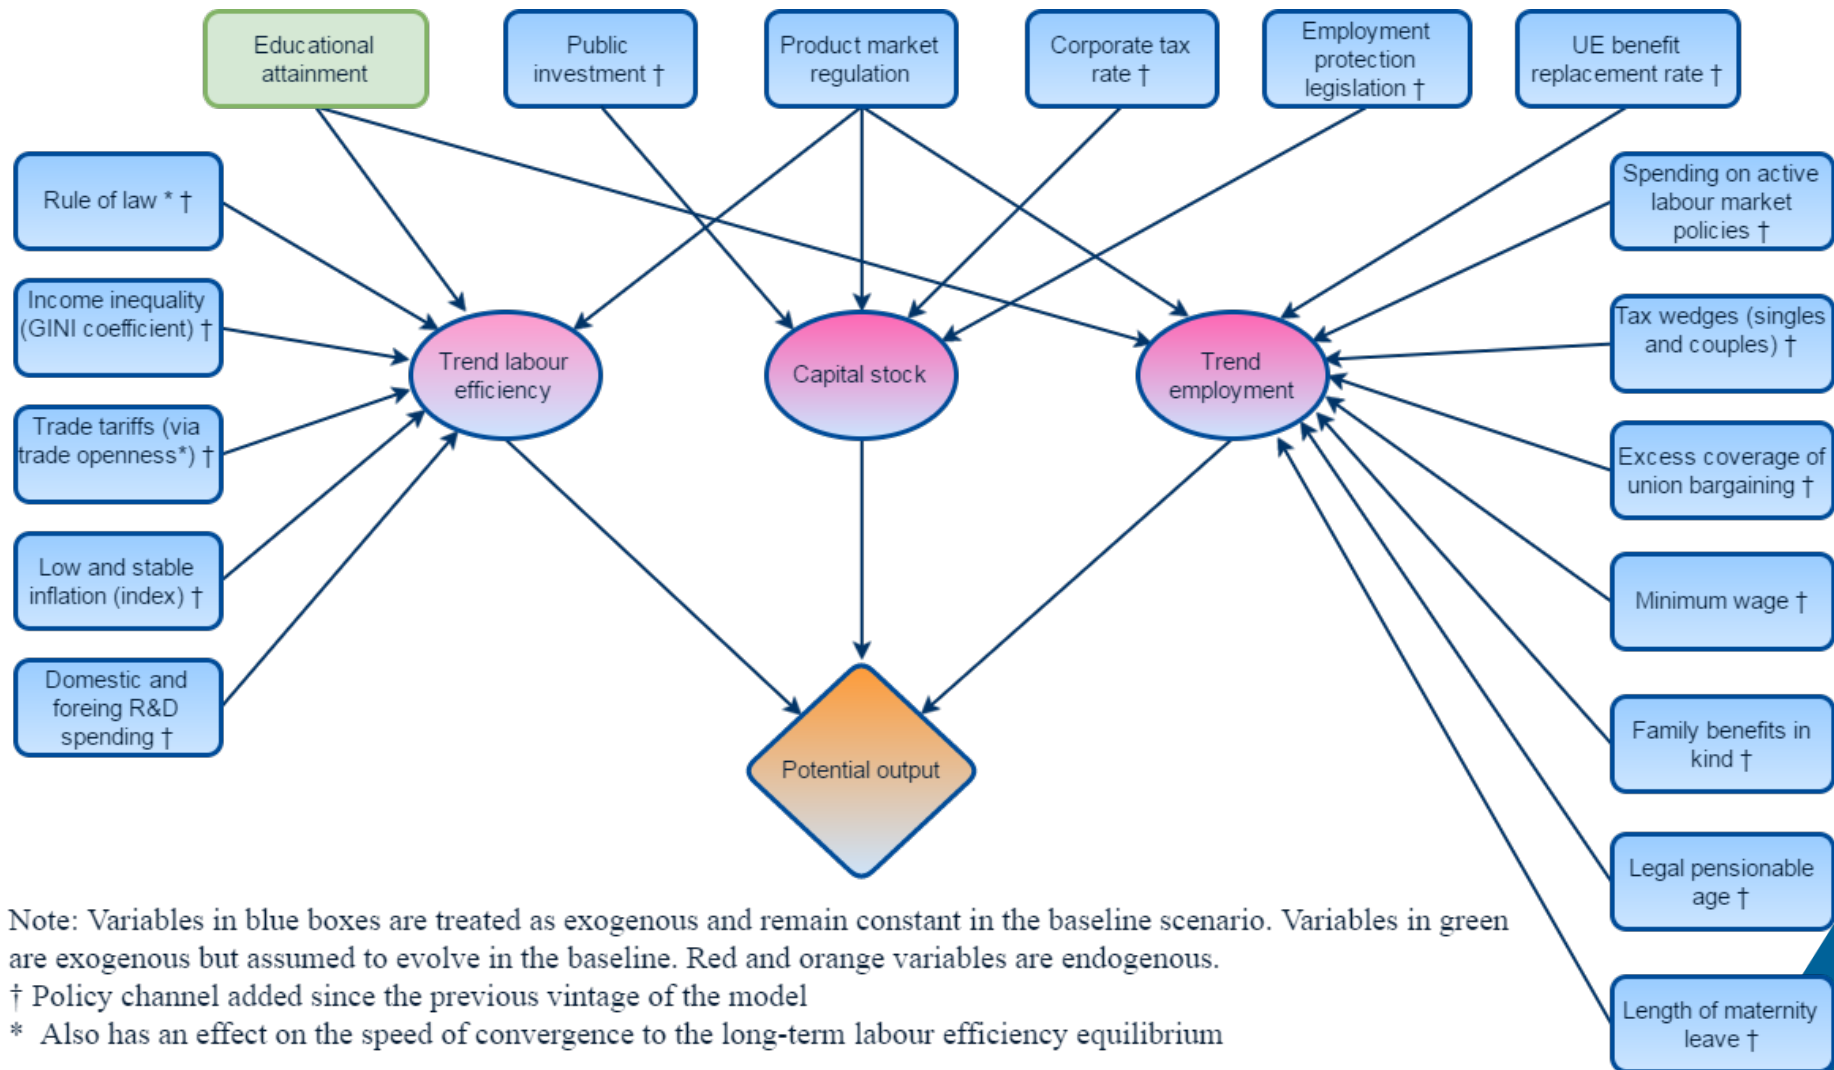 Educational
attainment
Public
investment †
Product market
regulation
Corporate tax
rate †
Employment
protection
legislation †
UE benefit
replacement rate †
Rule of law * †
Income inequality
(GINI coefficient) †
Trade tariffs (via
trade openness*) †
Low and stable
inflation (index) †
Domestic and
foreing R&D
spending †
Trend labour
efficiency
Capital stock
Trend
employment
Spending on active
labour market
policies †
Tax wedges (singles
and couples) †
Excess coverage of
union bargaining †
Minimum wage †
Family benefits in
kind †
Legal pensionable
age †
Length of maternity
leave †
Potential output
Note: Variables in blue boxes are treated as exogenous and remain constant in the baseline scenario. Variables in green
are exogenous but assumed to evolve in the baseline. Red and orange variables are endogenous.
† Policy channel added since the previous vintage of the model
* Also has an effect on the speed of convergence to the long-term labour efficiency equilibrium